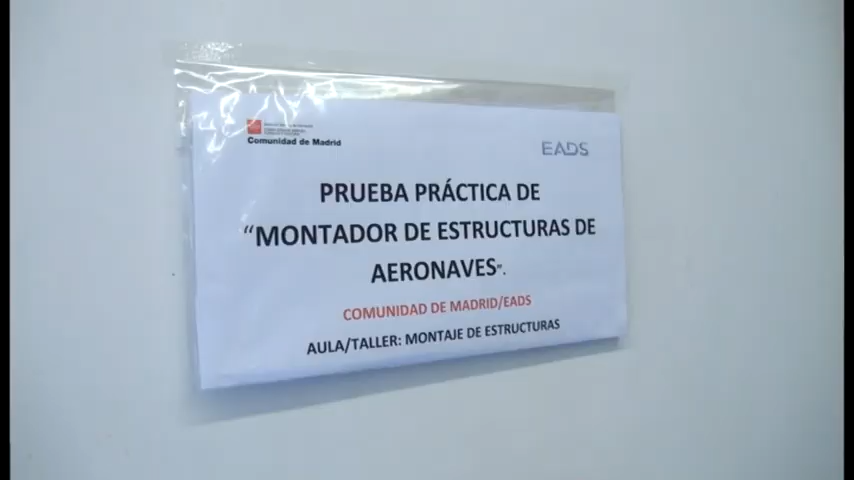 Comunidad de Madrid
EADS
PRUEBA PRÁCTICA DE
“MONTADOR DE ESTRUCTURAS DE
AERONAVES”.
COMUNIDAD DE MADRID/EADS
AULA/TALLER: MONTAJE DE ESTRUCTURAS